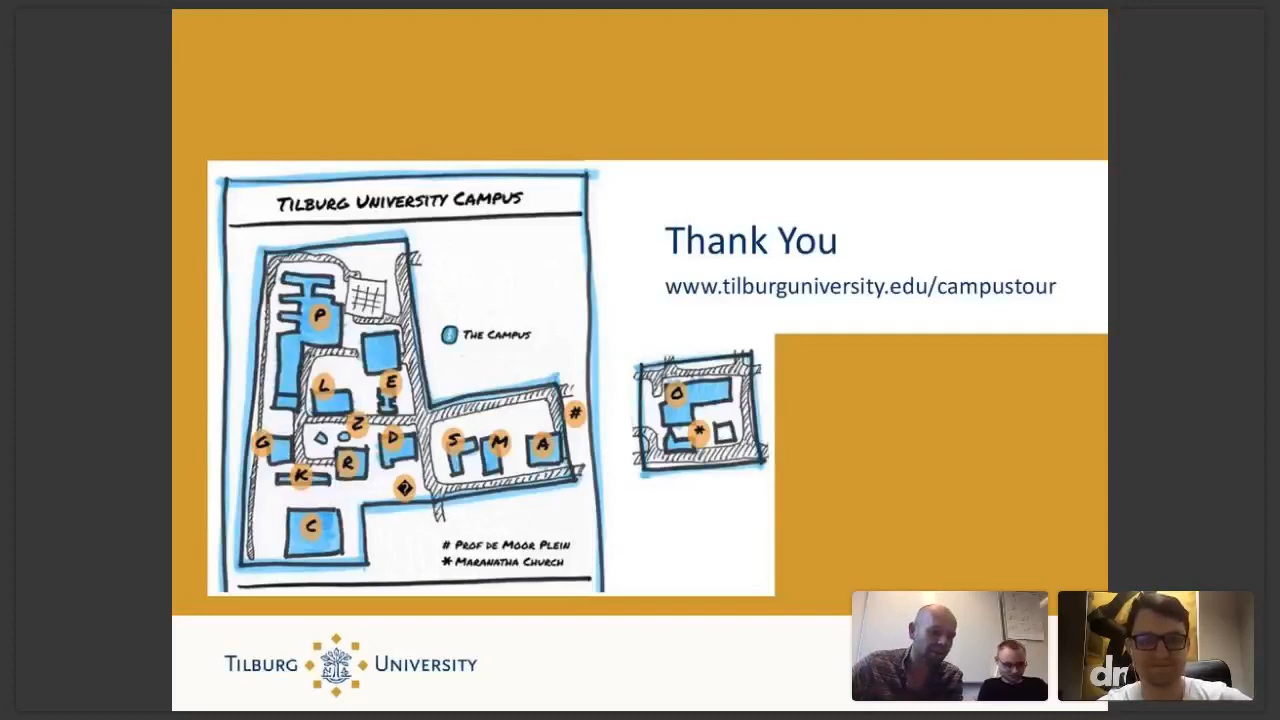 TILBURG UNIVERSITY CAMPUS
Thank You
www.tilburguniversity.edu/campustour
P
THE CAMPUS
L
E
O
#
Z
*
G
D
S
M
A
R
K
C
# PROF DE MOOR PLEIN
* MARANATHA CHURCH
TILBURG UNIVERSITY
dr